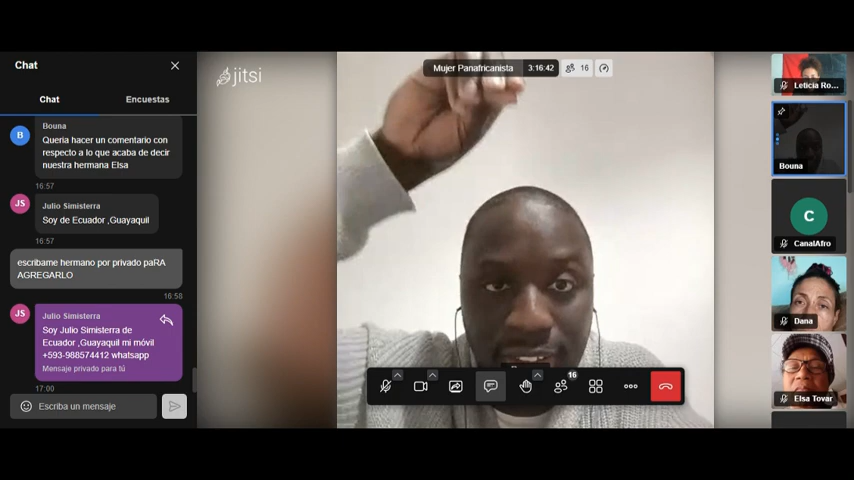 Chat
Chat
Encuestas
B
Bouna
Queria hacer un comentario con
respecto a lo que acaba de decir
nuestra hermana Elsa
16:57
JS
Julio Simisterra
Soy de Ecuador ,Guayaquil
16:57
escribame hermano por privado paRA
AGREGARLO
16:58
JS
Julio Simisterra
Soy Julio Simisterra de
Ecuador ,Guayaquil mi móvil
+593-988574412 whatsapp
Mensaje privado para tú
17:00
Escriba un mensaje
jitsi
Mujer Panafricanista
3:16:42
16
16
Leticia Ro...
Bouna
C
CanalAfro
Dana
Elsa Tovar